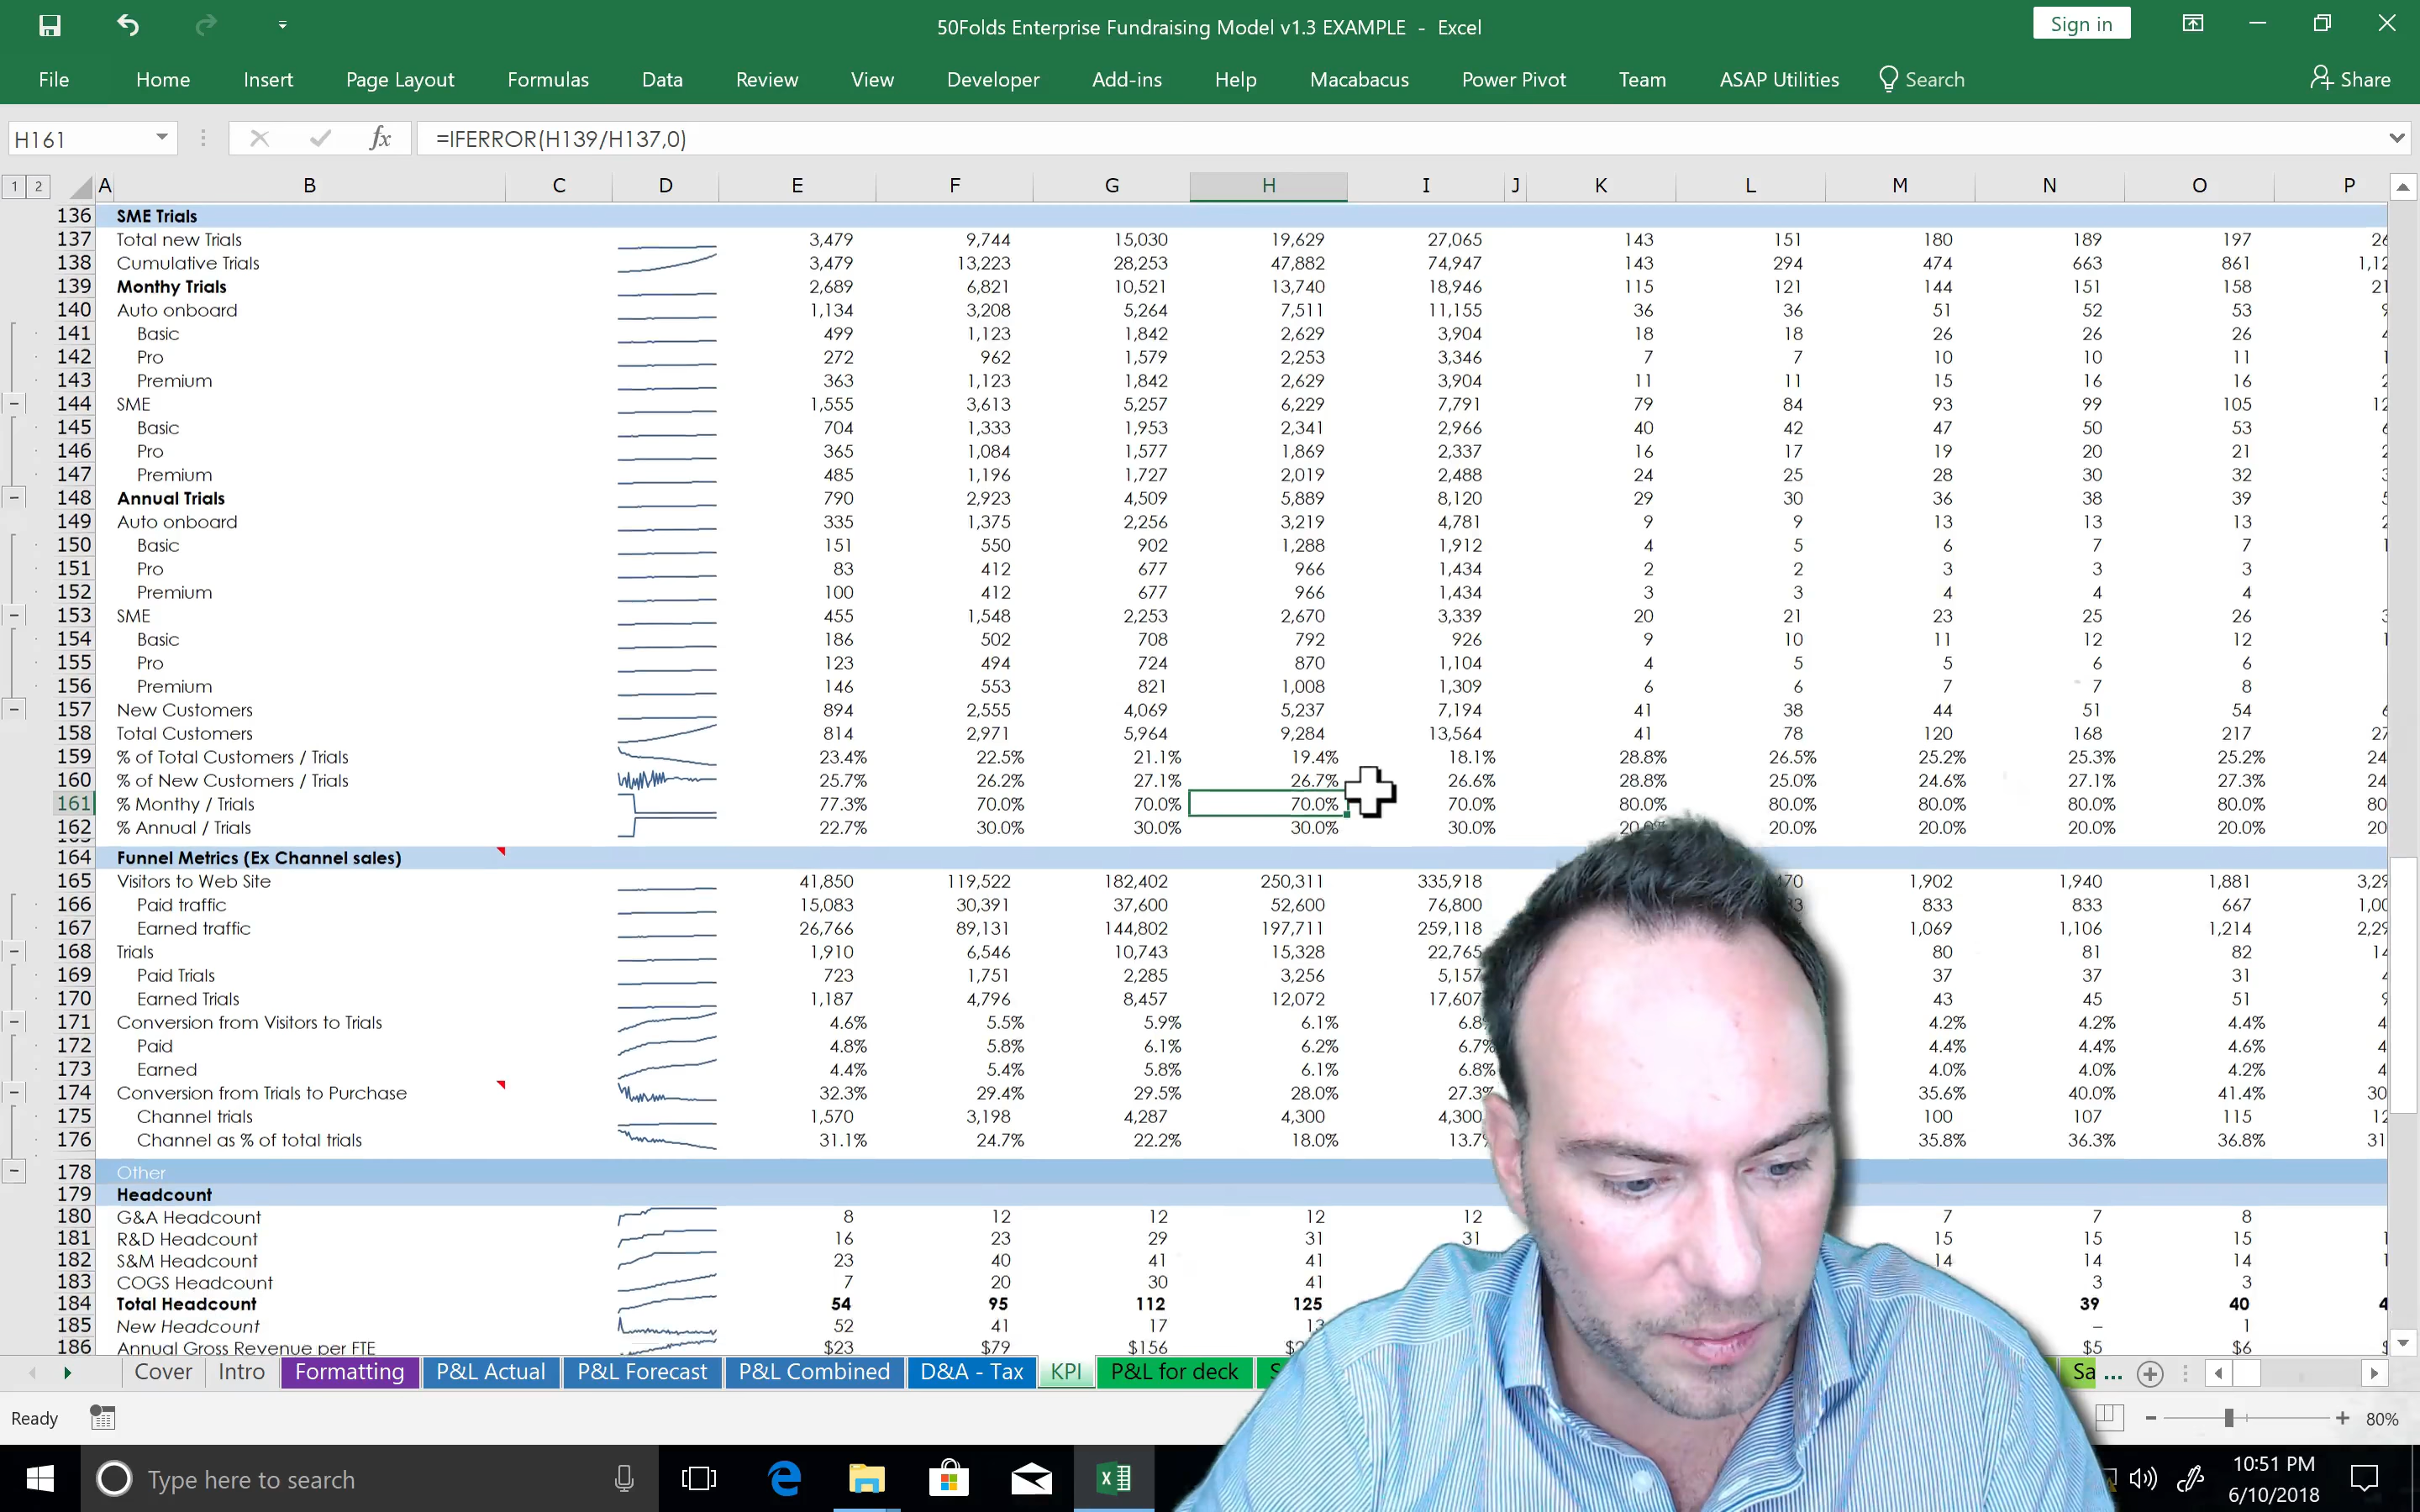 50Folds Enterprise Fundraising Model v1.3 EXAMPLE - Excel Sign in
File Home Insert Page Layout Formulas Data Review View Developer Add-ins Help Macabacus Power Pivot Team ASAP Utilities Search Share
H161 fx =IFERROR(H139/H137,0)
1 2 A B C D E F G H I J K L M N O P
136 SME Trials
137 Total new Trials 3,479 9,744 15,030 19,629 27,065 143 151 180 189 197
138 Cumulative Trials 3,479 13,223 28,253 47,882 74,947 143 294 474 663 861
139 Monthy Trials 2,689 6,821 10,521 13,740 18,946 115 121 144 151 158
140 Auto onboard 1,134 3,208 5,264 7,511 11,155 36 36 51 52 53
141 Basic 499 1,123 1,842 2,629 3,904 18 18 26 26 26
142 Pro 272 962 1,579 2,253 3,346 7 7 10 10 11
143 Premium 363 1,123 1,842 2,629 3,904 11 11 15 16 16
144 SME 1,555 3,613 5,257 6,229 7,791 79 84 93 99 105
145 Basic 704 1,333 1,953 2,341 2,966 40 42 47 50 53
146 Pro 365 1,084 1,577 1,869 2,337 16 17 19 20 21
147 Premium 485 1,196 1,727 2,019 2,488 24 25 28 30 32
148 Annual Trials 790 2,923 4,509 5,889 8,120 29 30 36 38 39
149 Auto onboard 335 1,375 2,256 3,219 4,781 9 9 13 13 13
150 Basic 151 550 902 1,288 1,912 4 5 6 7 7
151 Pro 83 412 677 966 1,434 2 2 3 3 3
152 Premium 100 412 677 966 1,434 3 3 4 4 4
153 SME 455 1,548 2,253 2,670 3,339 20 21 23 25 26
154 Basic 186 502 708 792 926 9 10 11 12 12
155 Pro 123 494 724 870 1,104 4 5 5 6 6
156 Premium 146 553 821 1,008 1,309 6 6 7 7 8
157 New Customers 894 2,555 4,069 5,237 7,194 41 38 44 51 54
158 Total Customers 814 2,971 5,964 9,284 13,564 41 78 120 168 217
159 % of Total Customers / Trials 23.4% 22.5% 21.1% 19.4% 18.1% 28.8% 26.5% 25.2% 25.3% 25.2%
160 % of New Customers / Trials 25.7% 26.2% 27.1% 26.7% 26.6% 28.8% 25.0% 24.6% 27.1% 27.3%
161 % Monthy / Trials 77.3% 70.0% 70.0% 70.0% 70.0% 80.0% 80.0% 80.0% 80.0% 80.0%
162 % Annual / Trials 22.7% 30.0% 30.0% 30.0% 30.0% 20.0% 20.0% 20.0% 20.0% 20.0%
164 Funnel Metrics (Ex Channel sales)
165 Visitors to Web Site 41,850 119,522 182,402 250,311 335,918 1,902 1,940 1,881
166 Paid traffic 15,083 30,391 37,600 52,600 76,800 833 833 667
167 Earned traffic 26,766 89,131 144,802 197,711 259,118 1,069 1,106 1,214
168 Trials 1,910 6,546 10,743 15,328 22,765 80 81 82
169 Paid Trials 723 1,751 2,285 3,256 5,157 37 37 31
170 Earned Trials 1,187 4,796 8,457 12,072 17,607 43 45 51
171 Conversion from Visitors to Trials 4.6% 5.5% 5.9% 6.1% 6.8% 4.2% 4.2% 4.4%
172 Paid 4.8% 5.8% 6.1% 6.2% 6.7% 4.4% 4.4% 4.6%
173 Earned 4.4% 5.4% 5.8% 6.1% 6.8% 4.0% 4.0% 4.2%
174 Conversion from Trials to Purchase 32.3% 29.4% 29.5% 28.0% 27.3% 35.6% 40.0% 41.4%
175 Channel trials 1,570 3,198 4,287 4,300 4,300 100 107 115
176 Channel as % of total trials 31.1% 24.7% 22.2% 18.0% 13.7% 35.8% 36.3% 36.8%
178 Other
179 Headcount
180 G&A Headcount 8 12 12 12 12 7 7 8
181 R&D Headcount 16 23 29 31 31 15 15 15
182 S&M Headcount 23 40 41 41 14 14 14
183 COGS Headcount 7 20 30 41 3 3
184 Total Headcount 54 95 112 125 39 40
185 New Headcount 52 41 17 13 – 1
186 Annual Gross Revenue per FTE $23 $79 $156 $5 $6
Cover Intro Formatting P&L Actual P&L Forecast P&L Combined D&A - Tax KPI P&L for deck Sa ...
Ready 80%
Type here to search 10:51 PM
6/10/2018